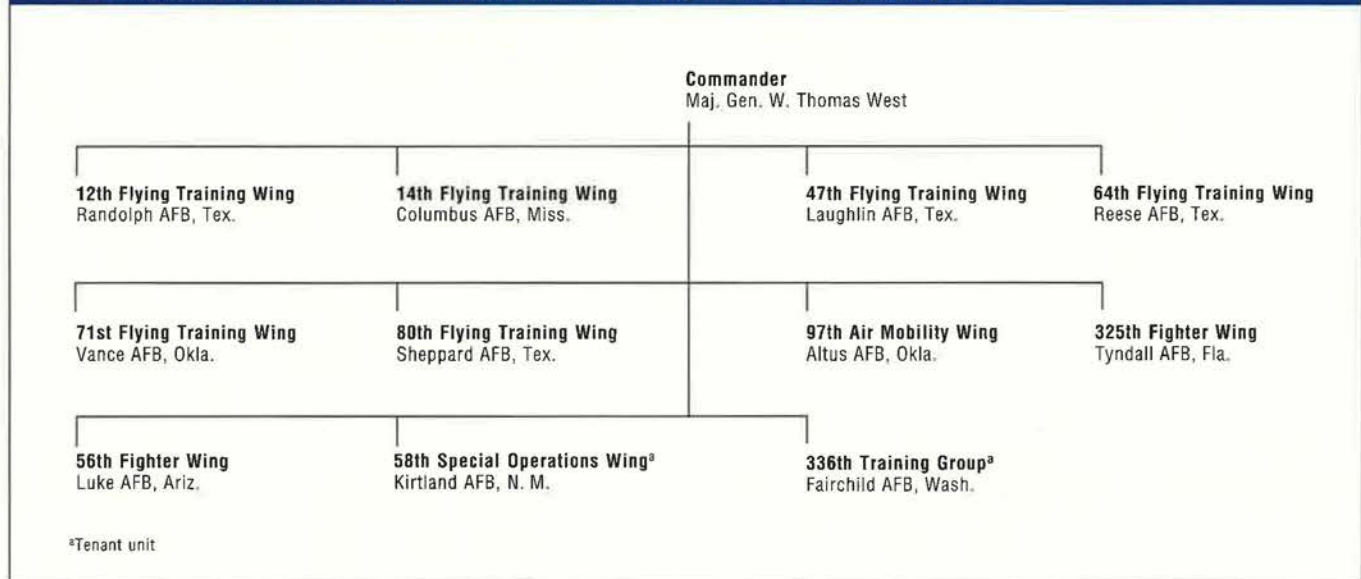 Commander
Maj. Gen. W. Thomas West
12th Flying Training Wing
Randolph AFB, Tex.
14th Flying Training Wing
Columbus AFB, Miss.
47th Flying Training Wing
Laughlin AFB, Tex.
64th Flying Training Wing
Reese AFB, Tex.
71st Flying Training Wing
Vance AFB, Okla.
80th Flying Training Wing
Sheppard AFB, Tex.
97th Air Mobility Wing
Altus AFB, Okla.
325th Fighter Wing
Tyndall AFB, Fla.
56th Fighter Wing
Luke AFB, Ariz.
58th Special Operations Wingª
Kirtland AFB, N. M.
336th Training Groupª
Fairchild AFB, Wash.
ªTenant unit